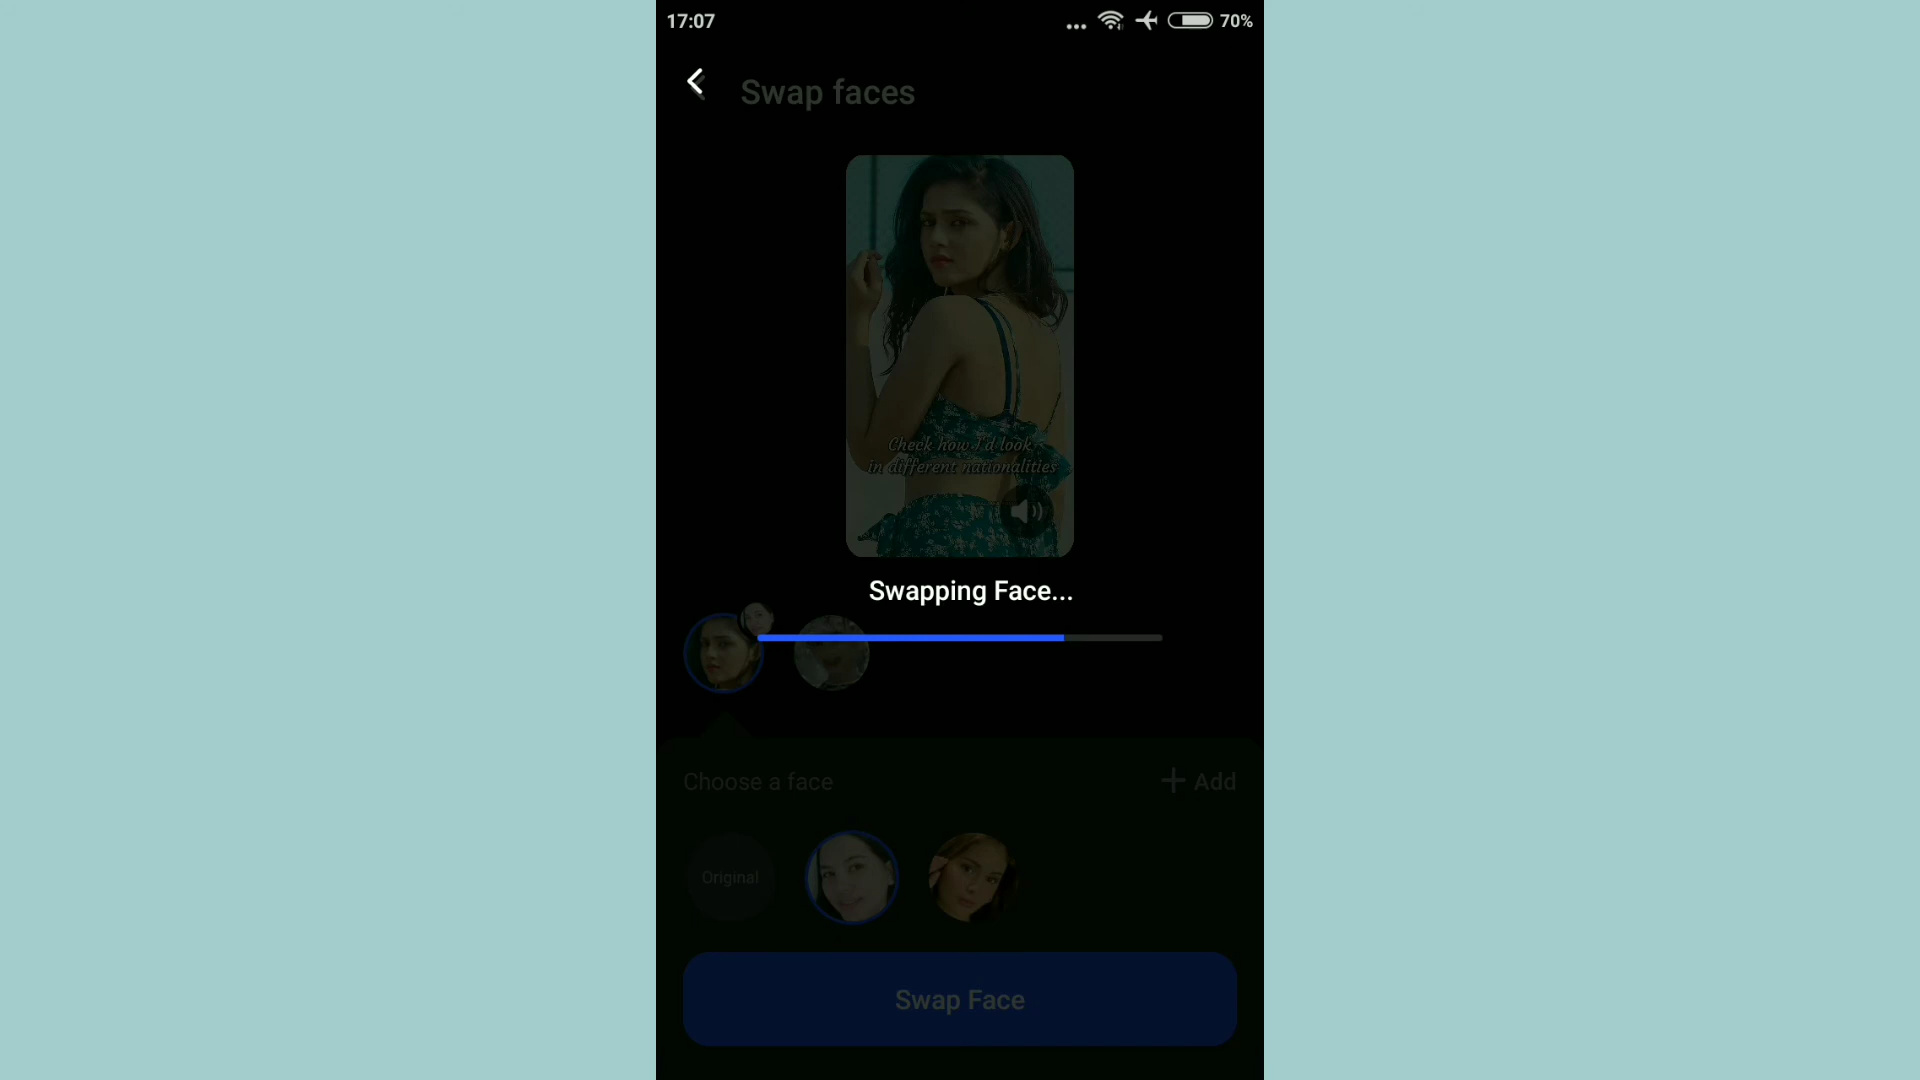 17:07
70%
Swap faces
Check how I'd look
in different nationalities
Swapping Face...
Choose a face
Add
Original
Swap Face